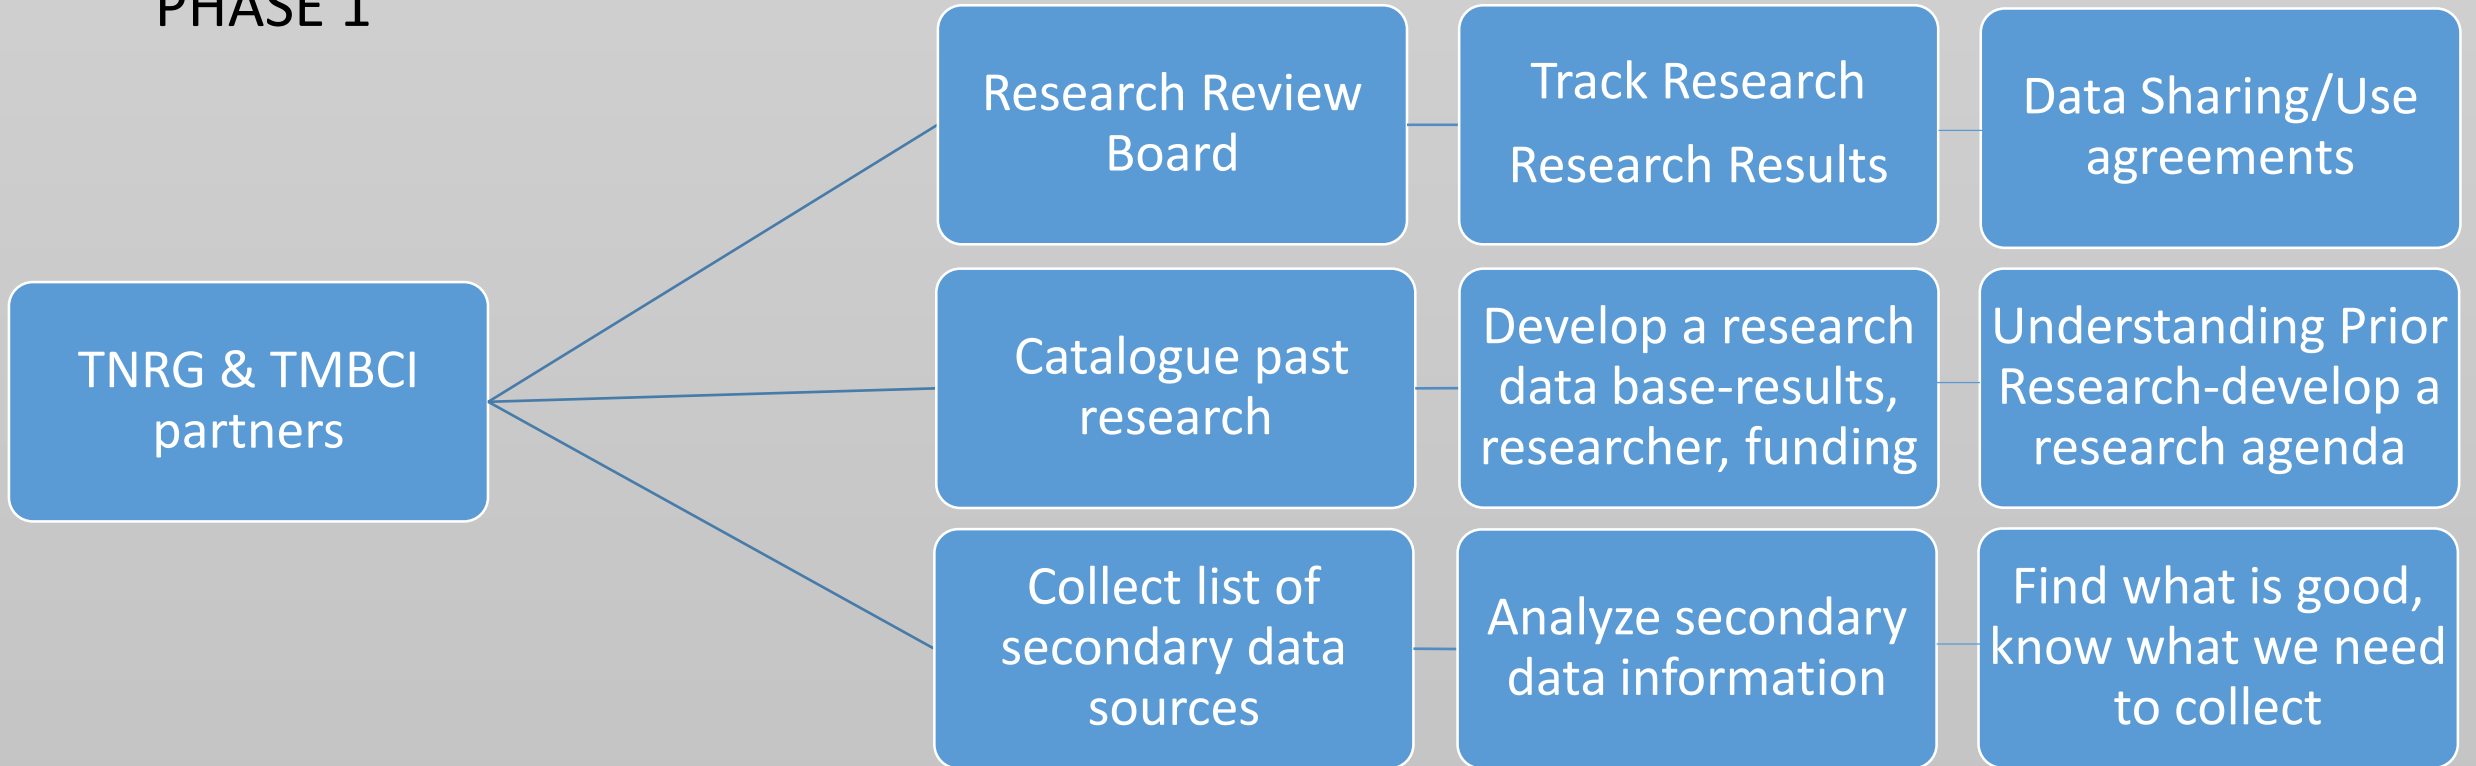 PHASE 1
Research Review
Board
Track Research
Research Results
Data Sharing/Use
agreements
TNRG & TMBCI
partners
Catalogue past
research
Develop a research
data base-results,
researcher, funding
Understanding Prior
Research-develop a
research agenda
Collect list of
secondary data
sources
Analyze secondary
data information
Find what is good,
know what we need
to collect